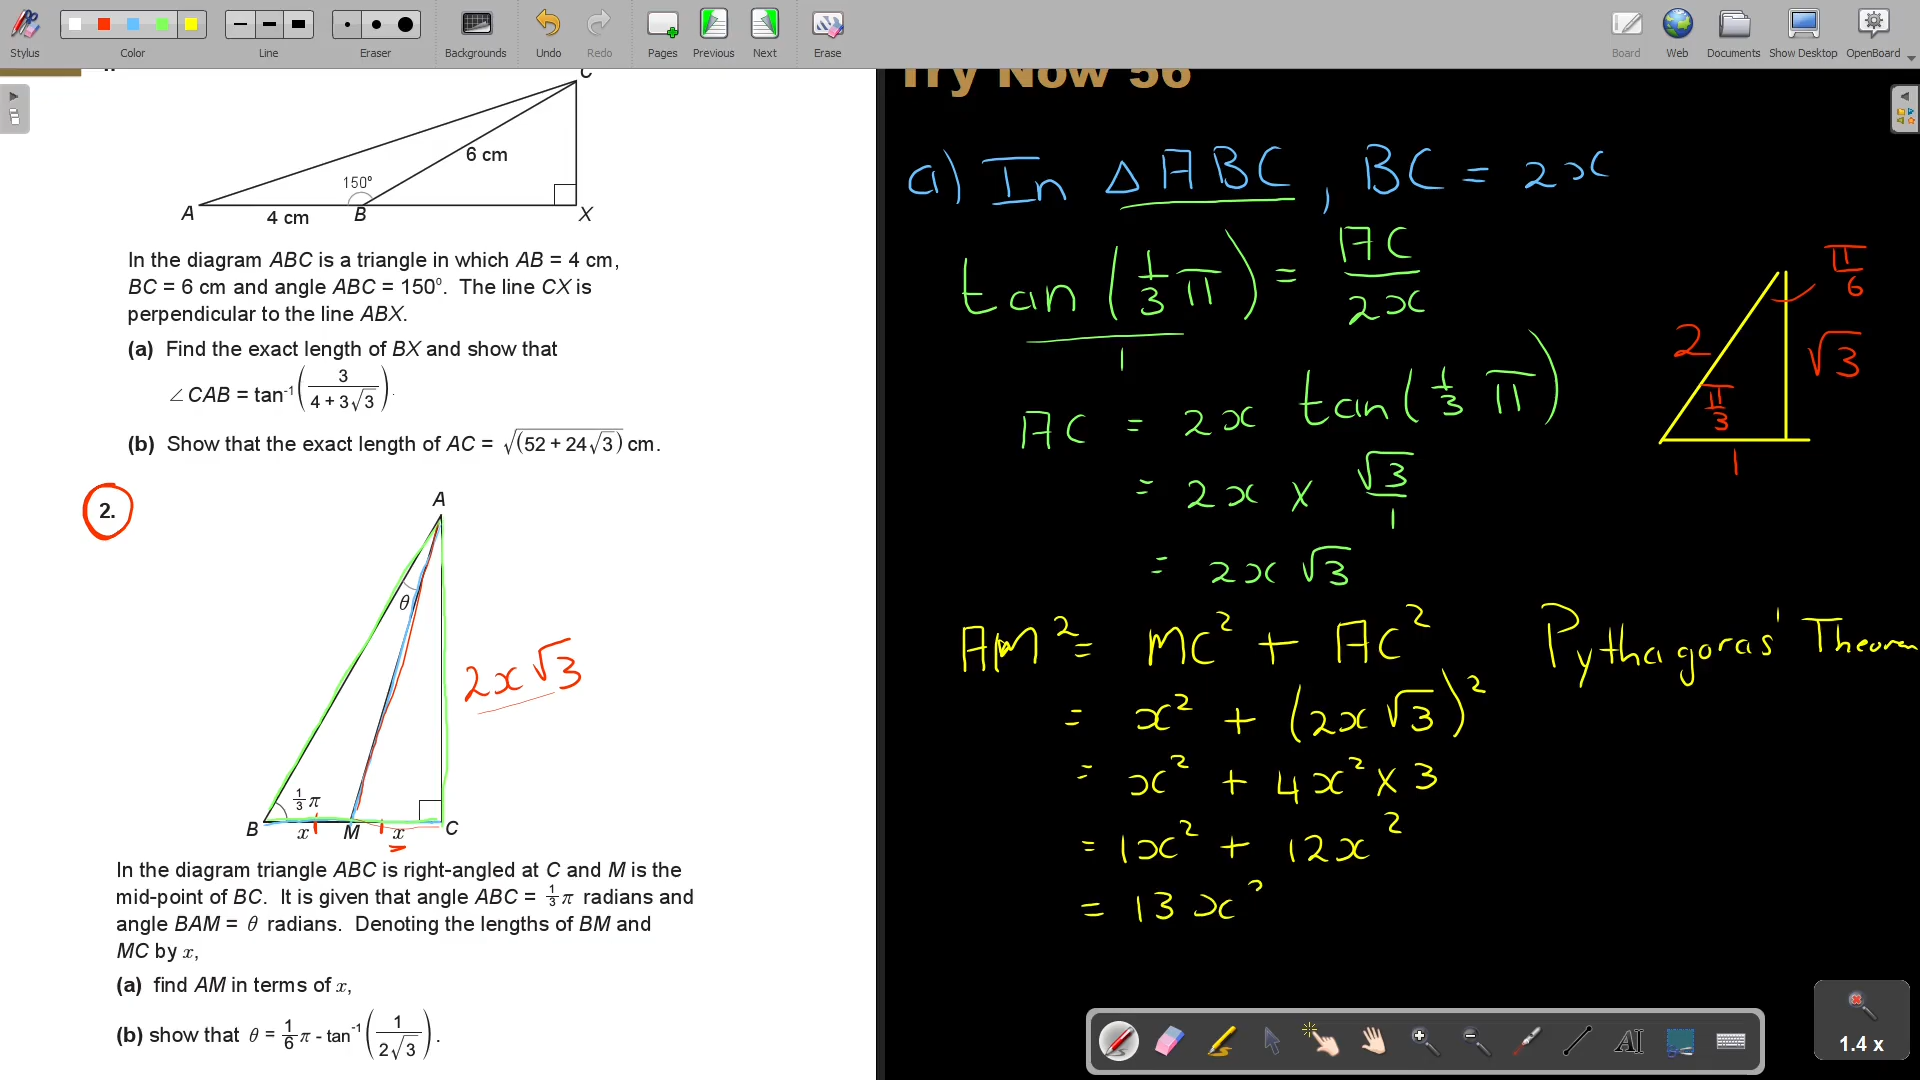 Stylus Color Line Eraser Backgrounds Undo Redo Pages Previous Next Erase Board Web Documents Show Desktop OpenBoard
C
6 cm
150º
A 4 cm B X
In the diagram ABC is a triangle in which AB = 4 cm,
BC = 6 cm and angle ABC = 150º. The line CX is
perpendicular to the line ABX.
(a) Find the exact length of BX and show that
∠CAB = tan⁻¹(3/(4 + 3√3)).
(b) Show that the exact length of AC = √(52 + 24√3) cm.
2.
A
θ
2x√3
1/3 π
B x M x C
In the diagram triangle ABC is right-angled at C and M is the
mid-point of BC. It is given that angle ABC = 1/3 π radians and
angle BAM = θ radians. Denoting the lengths of BM and
MC by x,
(a) find AM in terms of x,
(b) show that θ = 1/6 π - tan⁻¹(1/(2√3)).
Try Now 56
a) In △ABC, BC = 2x
tan(1/3 π)/1 = AC/2x
AC = 2x tan(1/3 π)
= 2x × √3/1
= 2x√3
π/6
2 √3
π/3
1
AM² = MC² + AC² Pythagoras' Theorem
= x² + (2x√3)²
= x² + 4x² × 3
= 1x² + 12x²
= 13x²
AI
1.4 x